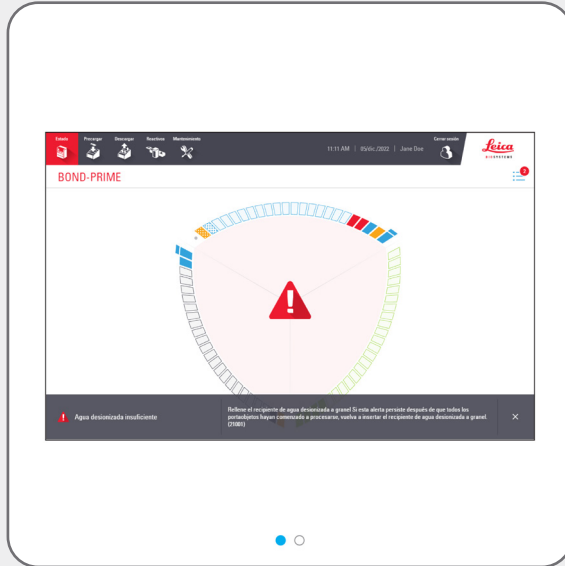 Estado Precargar Descargar Reactivos Mantenimiento Cerrar sesión
11:11 AM | 05/dic./2022 | Jane Doe
Leica
BIOSYSTEMS
BOND-PRIME
2
Agua desionizada insuficiente
Rellene el recipiente de agua desionizada a granel Si esta alerta persiste después de que todos los
portaobjetos hayan comenzado a procesarse, vuelva a insertar el recipiente de agua desionizada a granel.
(21001)